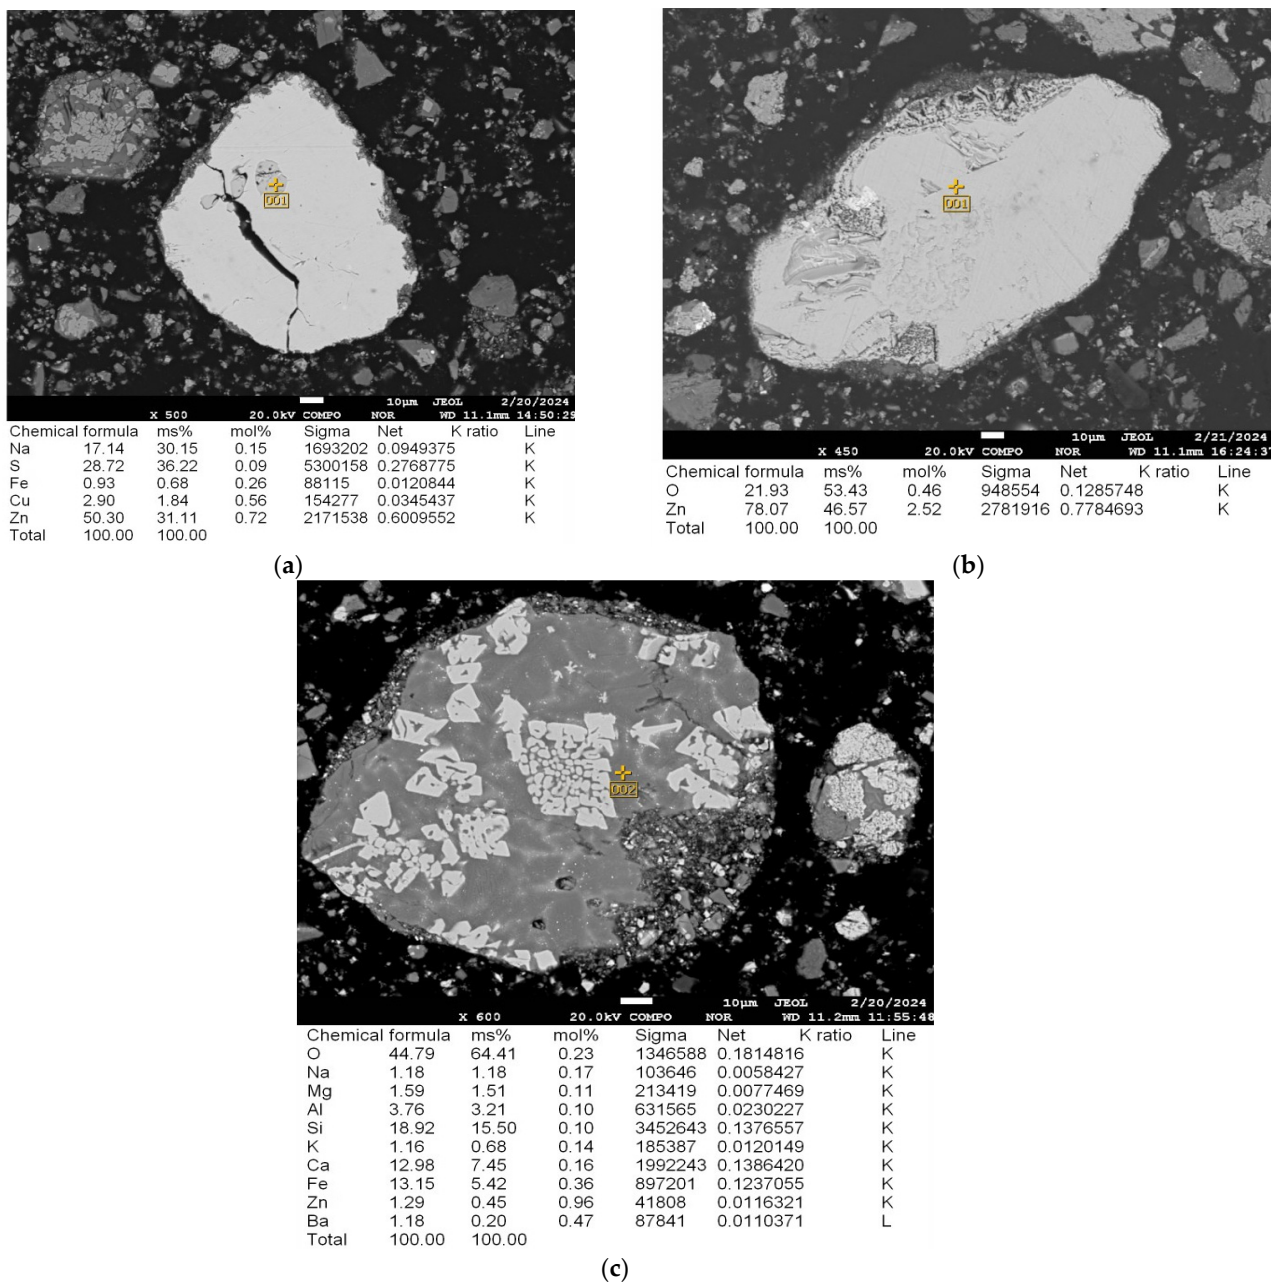 001
10μm JEOL 2/20/2024
X 500 20.0kV COMPO NOR WD 11.1mm 14:50:29
Chemical formula ms% mol% Sigma Net K ratio Line
Na 17.14 30.15 0.15 1693202 0.0949375 K
S 28.72 36.22 0.09 5300158 0.2768775 K
Fe 0.93 0.68 0.26 88115 0.0120844 K
Cu 2.90 1.84 0.56 154277 0.0345437 K
Zn 50.30 31.11 0.72 2171538 0.6009552 K
Total 100.00 100.00
(a)
001
10μm JEOL 2/21/2024
X 450 20.0kV COMPO NOR WD 11.1mm 16:24:37
Chemical formula ms% mol% Sigma Net K ratio Line
O 21.93 53.43 0.46 948554 0.1285748 K
Zn 78.07 46.57 2.52 2781916 0.7784693 K
Total 100.00 100.00
(b)
002
10μm JEOL 2/20/2024
X 600 20.0kV COMPO NOR WD 11.2mm 11:55:48
Chemical formula ms% mol% Sigma Net K ratio Line
O 44.79 64.41 0.23 1346588 0.1814816 K
Na 1.18 1.18 0.17 103646 0.0058427 K
Mg 1.59 1.51 0.11 213419 0.0077469 K
Al 3.76 3.21 0.10 631565 0.0230227 K
Si 18.92 15.50 0.10 3452643 0.1376557 K
K 1.16 0.68 0.14 185387 0.0120149 K
Ca 12.98 7.45 0.16 1992243 0.1386420 K
Fe 13.15 5.42 0.36 897201 0.1237055 K
Zn 1.29 0.45 0.96 41808 0.0116321 K
Ba 1.18 0.20 0.47 87841 0.0110371 L
Total 100.00 100.00
(c)